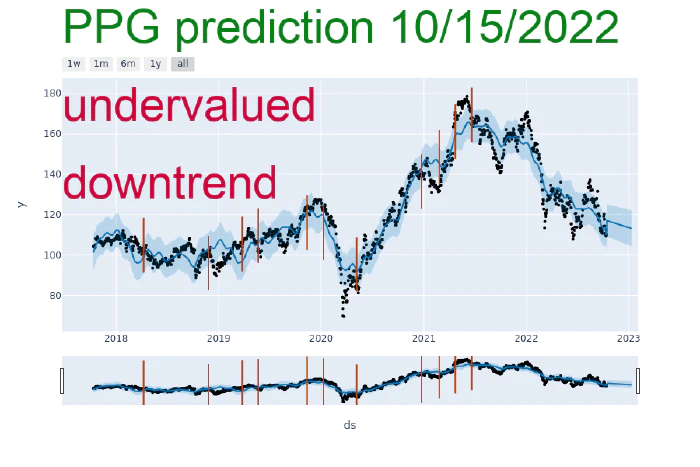 PPG prediction 10/15/2022
1w 1m 6m 1y all
undervalued
downtrend
180
160
140
120
100
80
y
2018 2019 2020 2021 2022 2023
ds